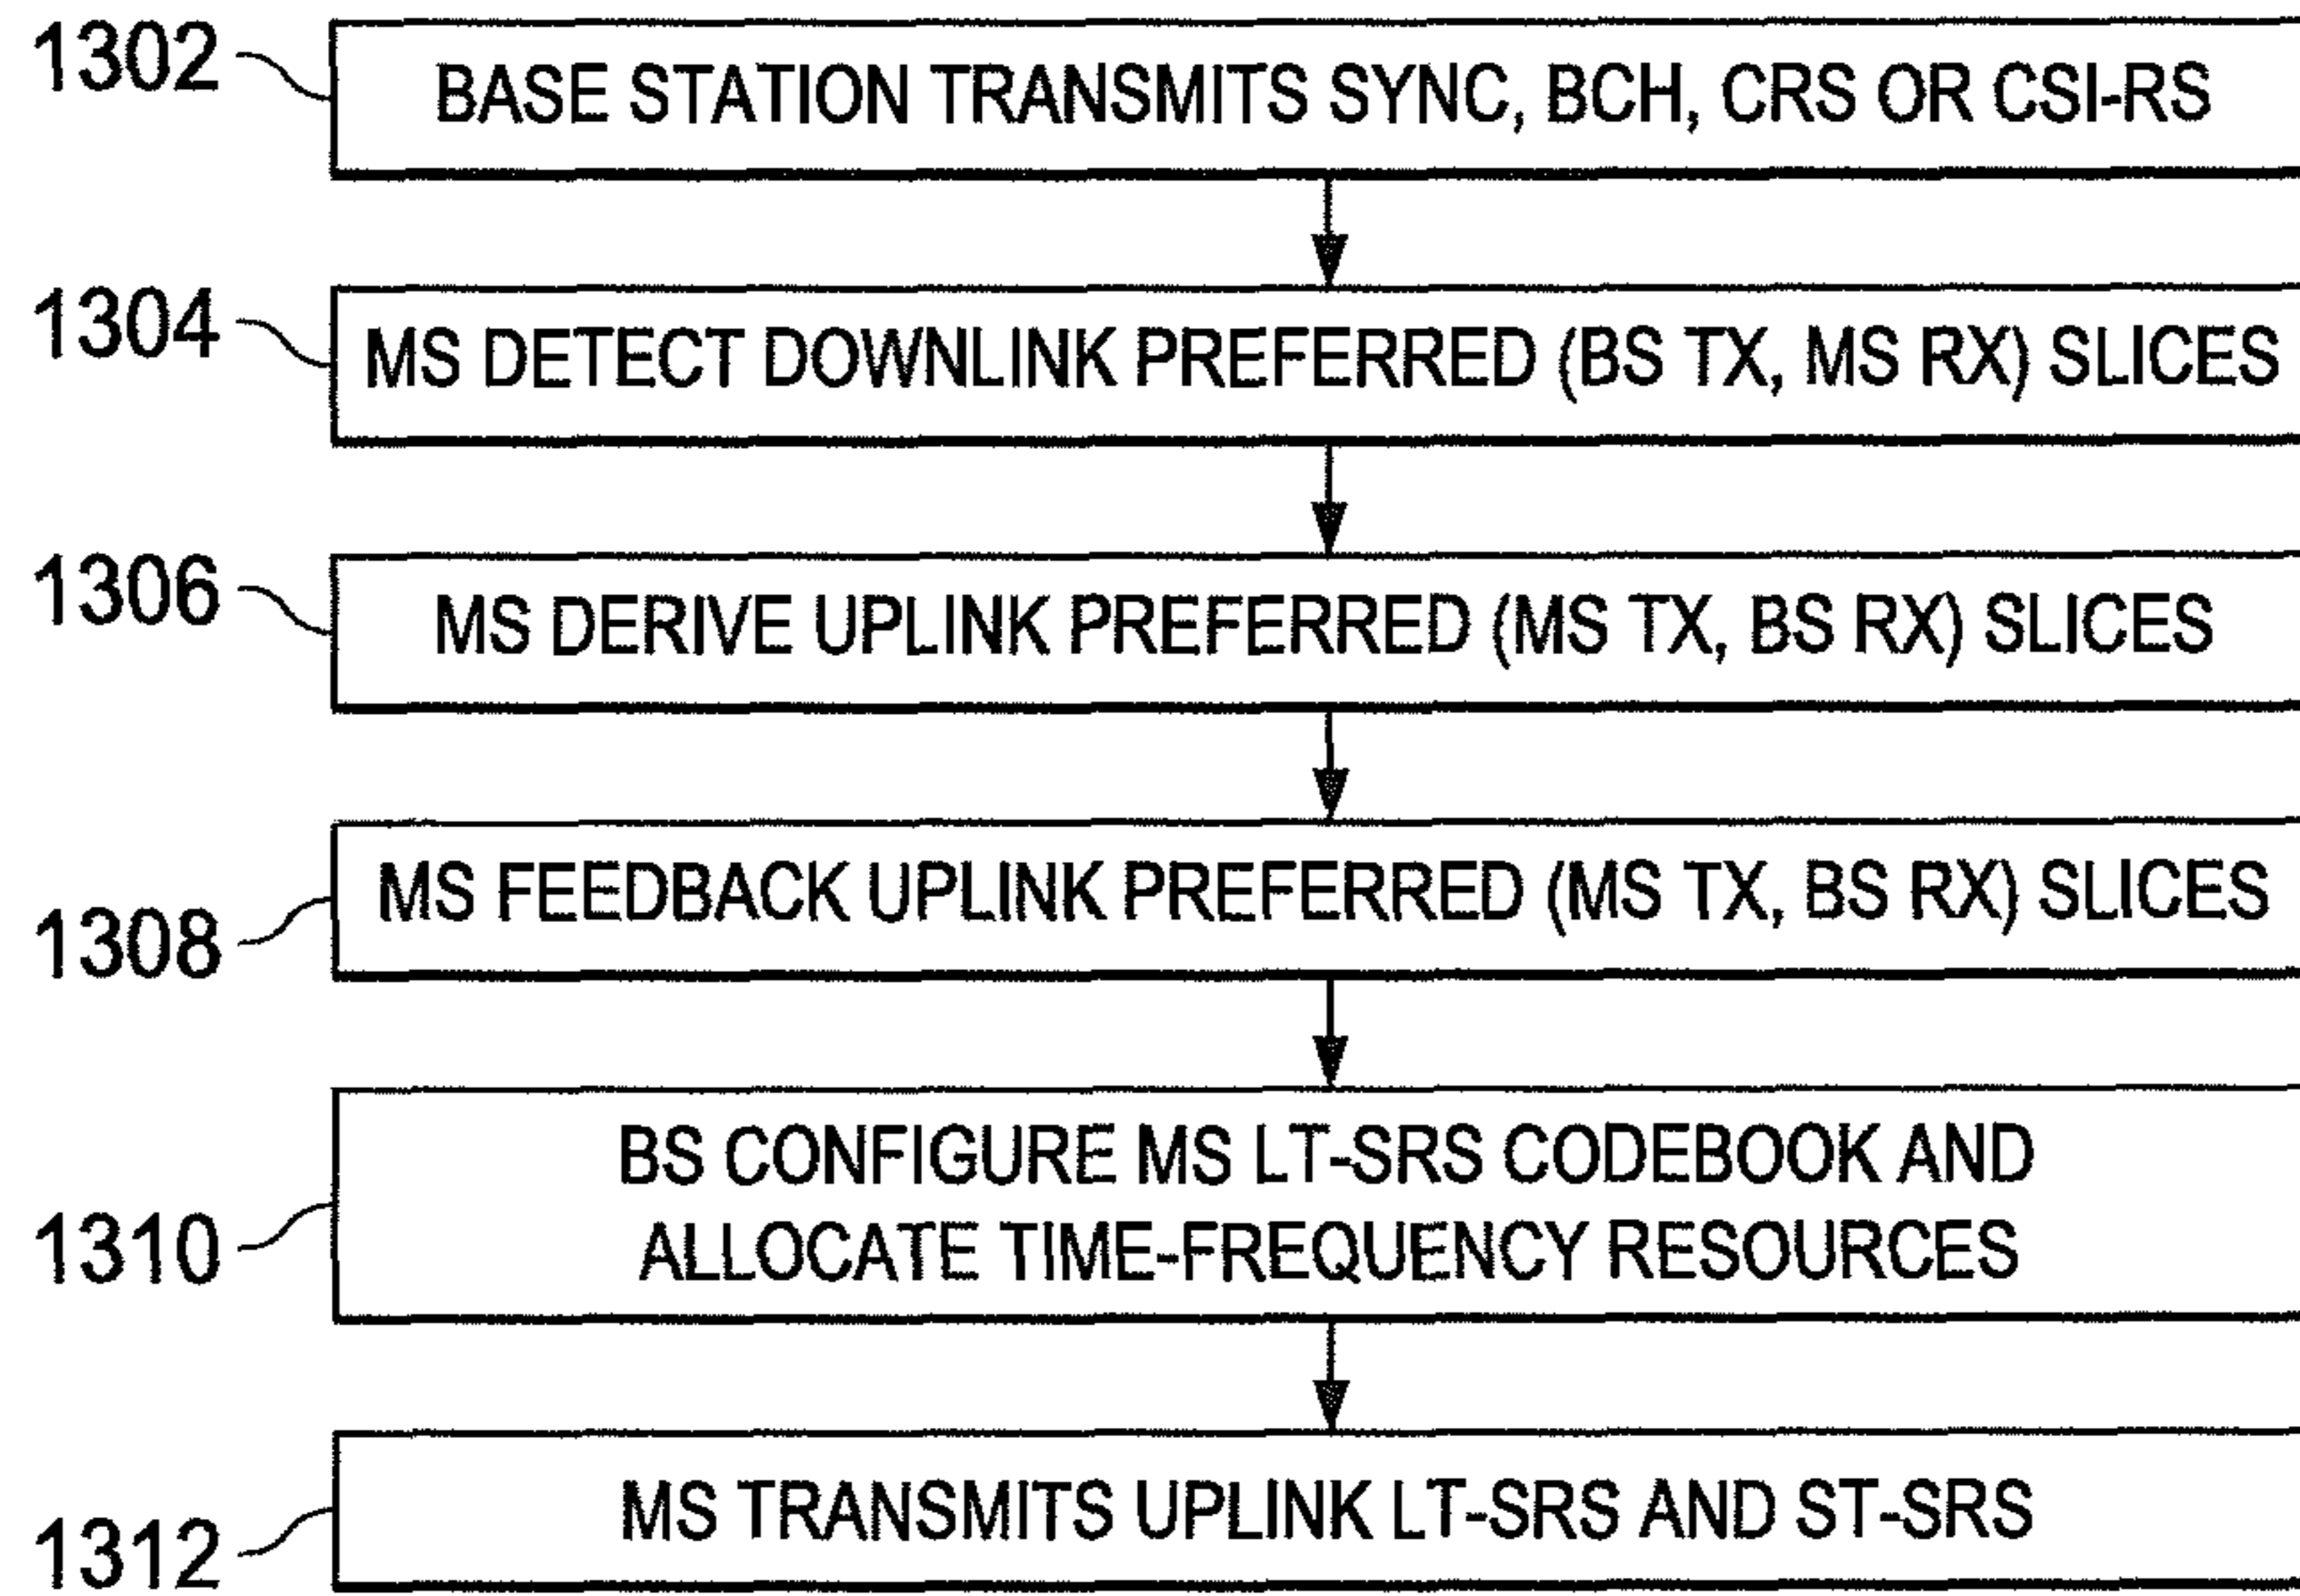 1302
BASE STATION TRANSMITS SYNC, BCH, CRS OR CSI-RS
1304
MS DETECT DOWNLINK PREFERRED (BS TX, MS RX) SLICES
1306
MS DERIVE UPLINK PREFERRED (MS TX, BS RX) SLICES
1308
MS FEEDBACK UPLINK PREFERRED (MS TX, BS RX) SLICES
1310
BS CONFIGURE MS LT-SRS CODEBOOK AND
ALLOCATE TIME-FREQUENCY RESOURCES
1312
MS TRANSMITS UPLINK LT-SRS AND ST-SRS